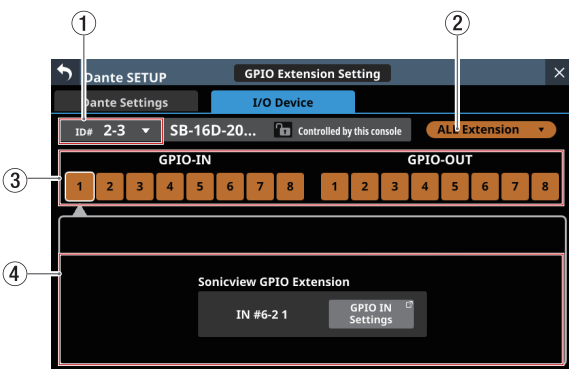 ① ②
Dante SETUP GPIO Extension Setting ×
Dante Settings I/O Device
ID# 2-3 ▼ SB-16D-20... Controlled by this console ALL Extension ▼
GPIO-IN GPIO-OUT
③ 1 2 3 4 5 6 7 8 1 2 3 4 5 6 7 8
④
Sonicview GPIO Extension
IN #6-2 1 GPIO IN
Settings